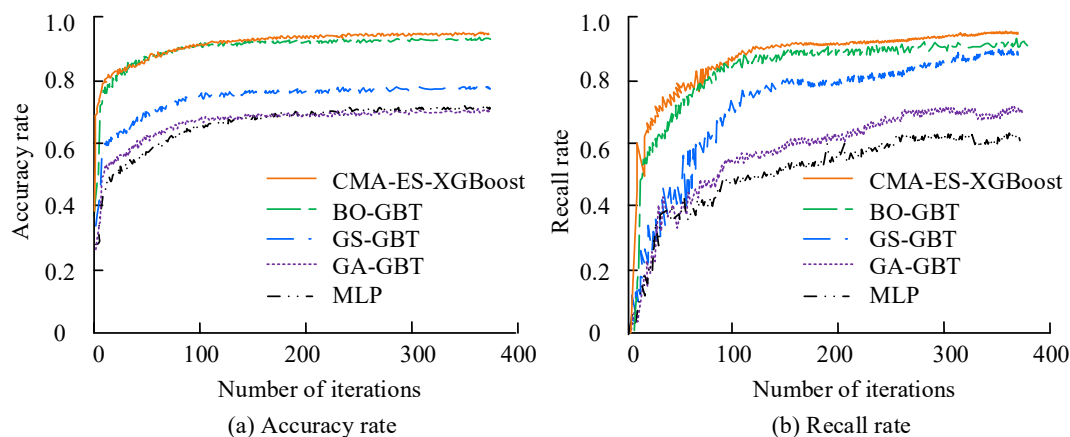 1.0
0.8
0.6
0.4
0.2
0
Accuracy rate
CMA-ES-XGBoost
BO-GBT
GS-GBT
GA-GBT
MLP
0 100 200 300 400
Number of iterations
(a) Accuracy rate
1.0
0.8
0.6
0.4
0.2
0
Recall rate
CMA-ES-XGBoost
BO-GBT
GS-GBT
GA-GBT
MLP
0 100 200 300 400
Number of iterations
(b) Recall rate